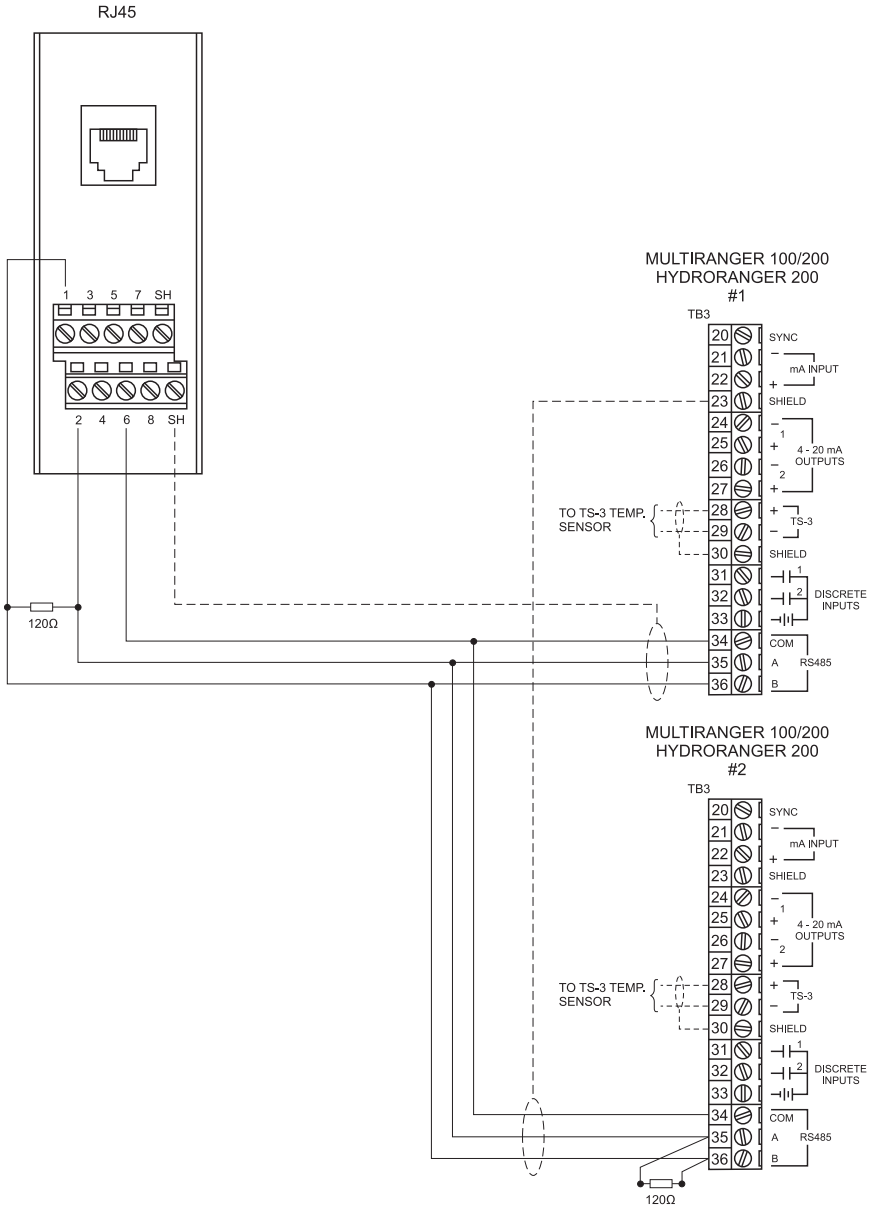 RJ45
1 3 5 7 SH
2 4 6 8 SH
120Ω
MULTIRANGER 100/200
HYDRORANGER 200
#1
TB3
20 SYNC
21 −
mA INPUT
22 +
23 SHIELD
24 −
1
25 +
4 - 20 mA
OUTPUTS
26 −
2
27 +
TO TS-3 TEMP.
SENSOR
28 +
TS-3
29 −
30 SHIELD
31 1
32 2
DISCRETE
INPUTS
33
34 COM
35 A RS485
36 B
MULTIRANGER 100/200
HYDRORANGER 200
#2
TB3
20 SYNC
21 −
mA INPUT
22 +
23 SHIELD
24 −
1
25 +
4 - 20 mA
OUTPUTS
26 −
2
27 +
TO TS-3 TEMP.
SENSOR
28 +
TS-3
29 −
30 SHIELD
31 1
32 2
DISCRETE
INPUTS
33
34 COM
35 A RS485
36 B
120Ω